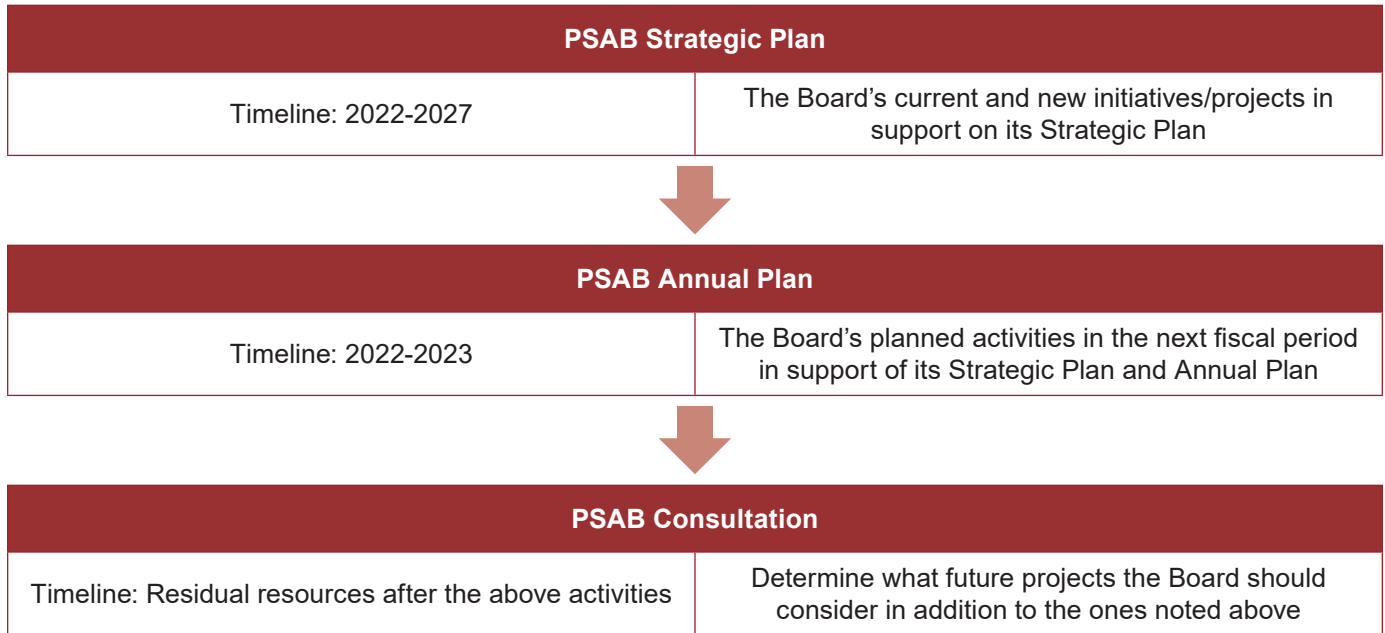 PSAB Strategic Plan
Timeline: 2022-2027
The Board’s current and new initiatives/projects in
support on its Strategic Plan
PSAB Annual Plan
Timeline: 2022-2023
The Board’s planned activities in the next fiscal period
in support of its Strategic Plan and Annual Plan
PSAB Consultation
Timeline: Residual resources after the above activities
Determine what future projects the Board should
consider in addition to the ones noted above